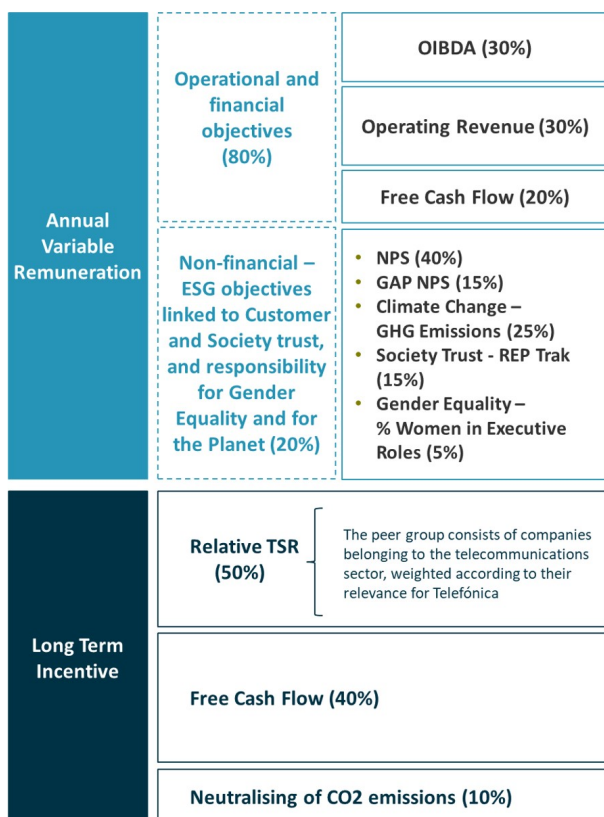 Annual
Variable
Remuneration
Operational and
financial
objectives
(80%)
OIBDA (30%)
Operating Revenue (30%)
Free Cash Flow (20%)
Non-financial –
ESG objectives
linked to Customer
and Society trust,
and responsibility
for Gender
Equality and for
the Planet (20%)
• NPS (40%)
• GAP NPS (15%)
• Climate Change –
GHG Emissions (25%)
• Society Trust - REP Trak
(15%)
• Gender Equality –
% Women in Executive
Roles (5%)
Long Term
Incentive
Relative TSR
(50%)
The peer group consists of companies
belonging to the telecommunications
sector, weighted according to their
relevance for Telefónica
Free Cash Flow (40%)
Neutralising of CO2 emissions (10%)